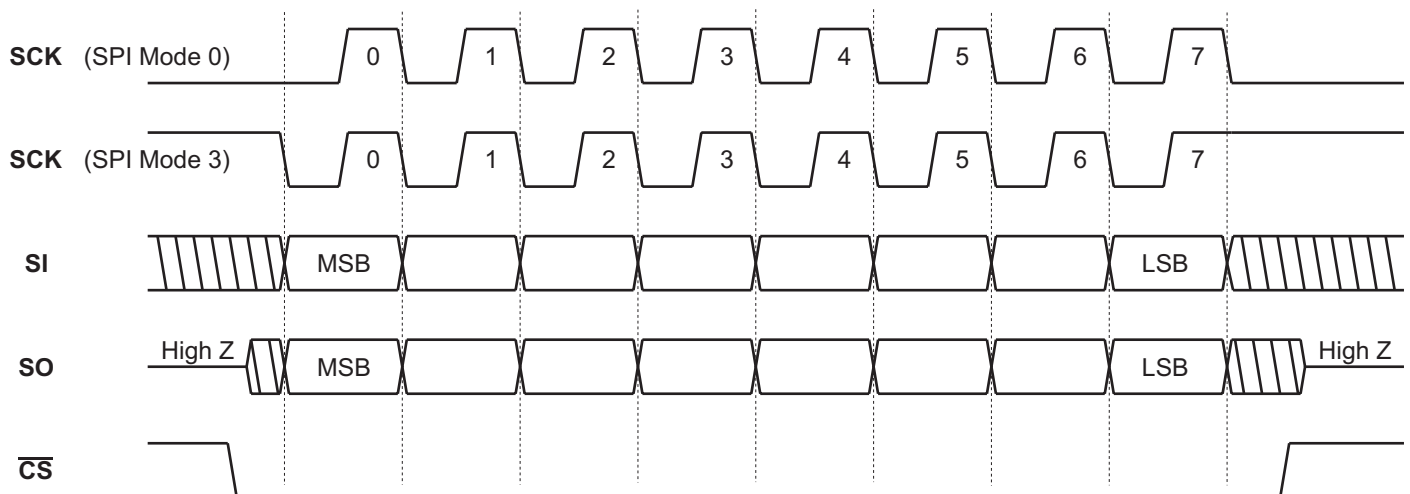 SCK (SPI Mode 0) 0 1 2 3 4 5 6 7
SCK (SPI Mode 3) 0 1 2 3 4 5 6 7
SI MSB LSB
SO High Z MSB LSB High Z
CS